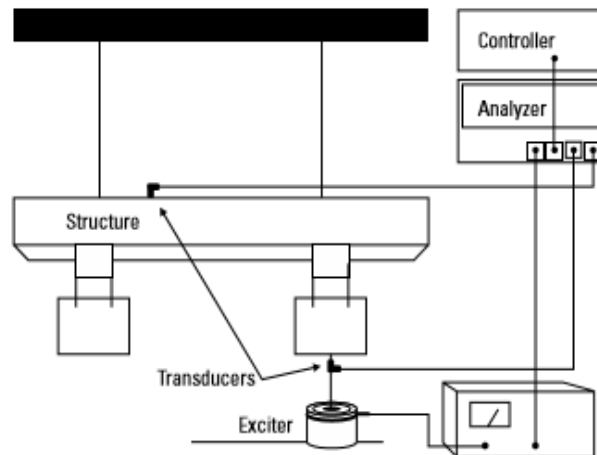 Controller
Analyzer
Structure
Transducers
Exciter